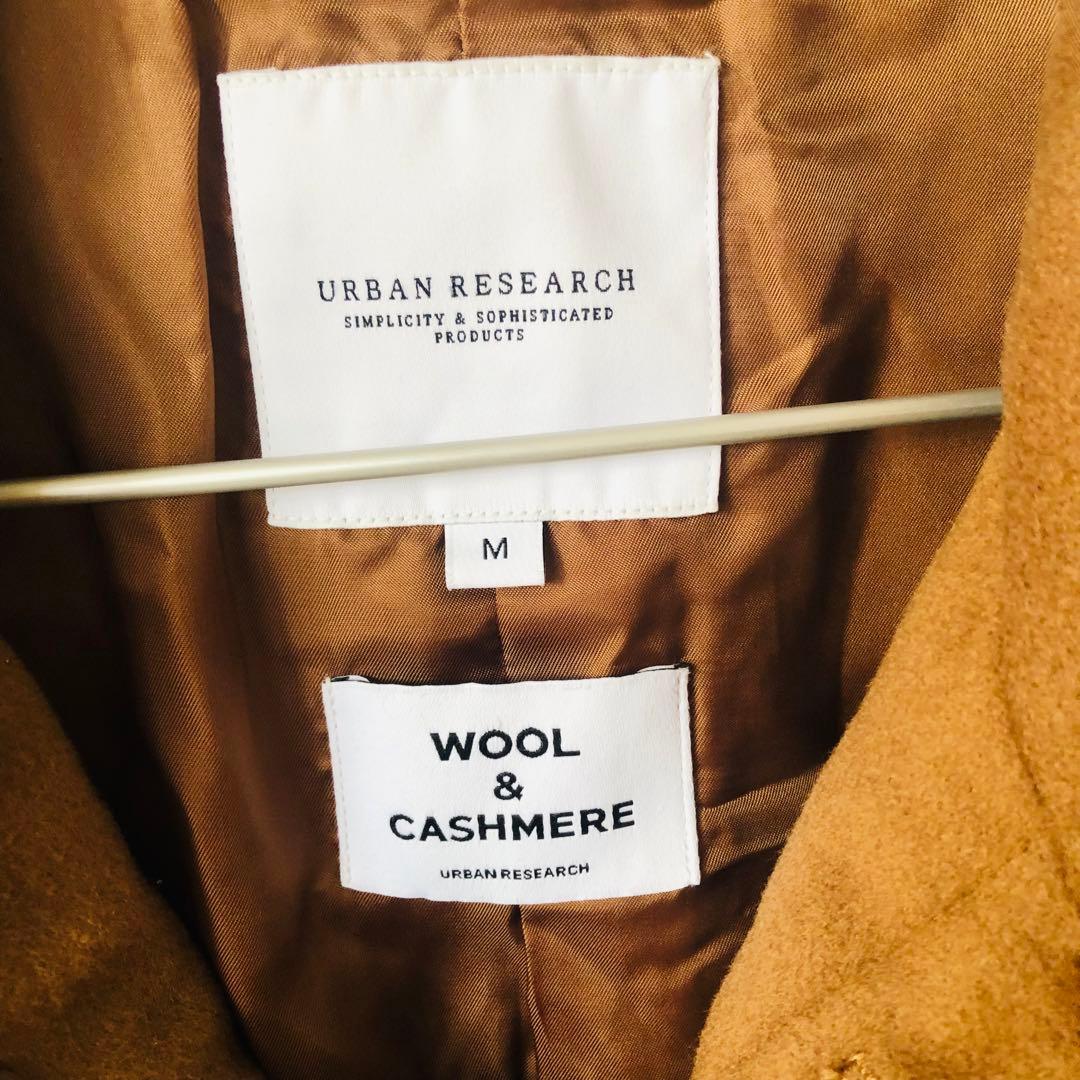 URBAN RESEARCH
SIMPLICITY & SOPHISTICATED
PRODUCTS
M
WOOL
&
CASHMERE
URBAN RESEARCH